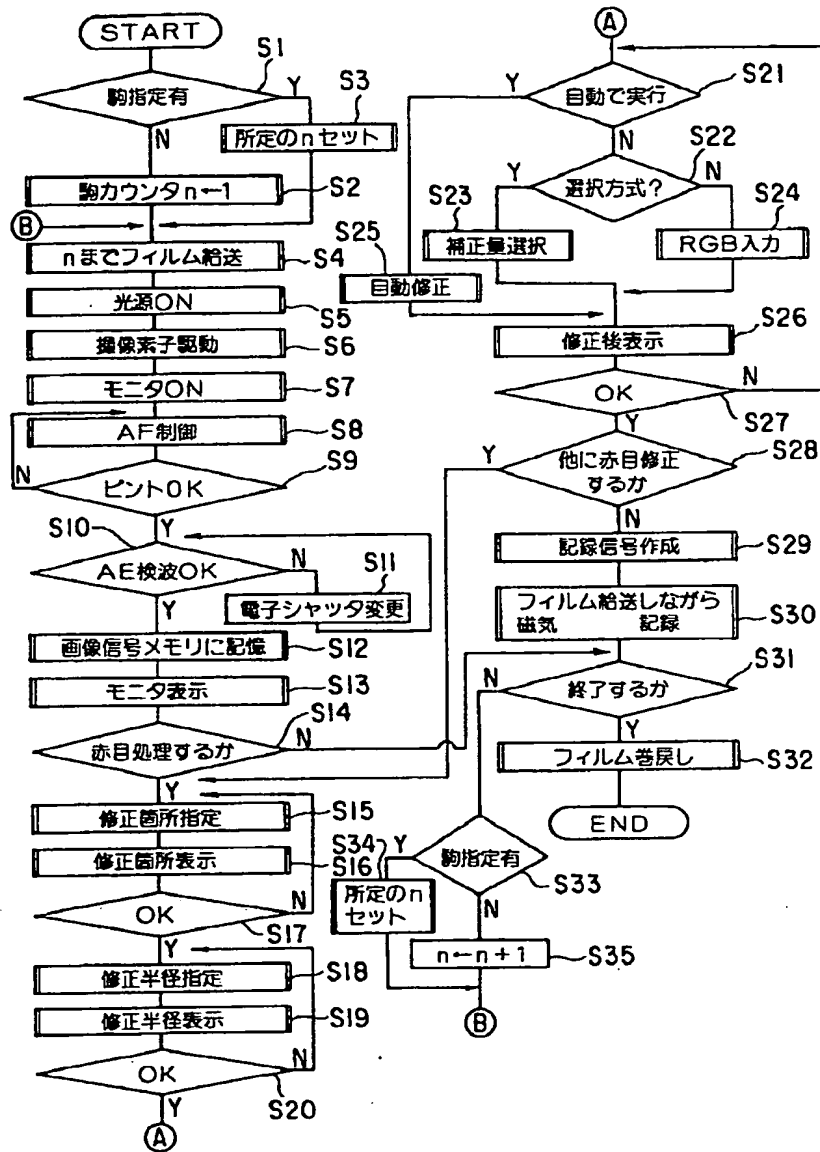 START
S1
駒指定有
Y
N
S3
所定のnセット
駒カウンタn←1
S2
B
nまでフィルム給送
S4
光源ON
S5
撮像素子駆動
S6
モニタON
S7
AF制御
S8
S9
N
ピントOK
Y
S10
AE検波OK
N
Y
S11
電子シャッタ変更
画像信号メモリに記憶
S12
モニタ表示
S13
S14
赤目処理するか
N
Y
修正箇所指定
S15
修正箇所表示
S16
OK
N
S17
Y
修正半径指定
S18
修正半径表示
S19
OK
N
S20
Y
A
A
S21
Y
自動で実行
N
S22
Y
選択方式?
N
S23
補正量選択
S24
RGB入力
S25
自動修正
S26
修正後表示
OK
N
S27
Y
S28
Y
他に赤目修正
するか
N
記録信号作成
S29
フィルム給送しながら
磁気 記録
S30
S31
N
終了するか
Y
フィルム巻戻し
S32
END
S34
Y
駒指定有
S33
所定のn
セット
N
n←n+1
S35
B